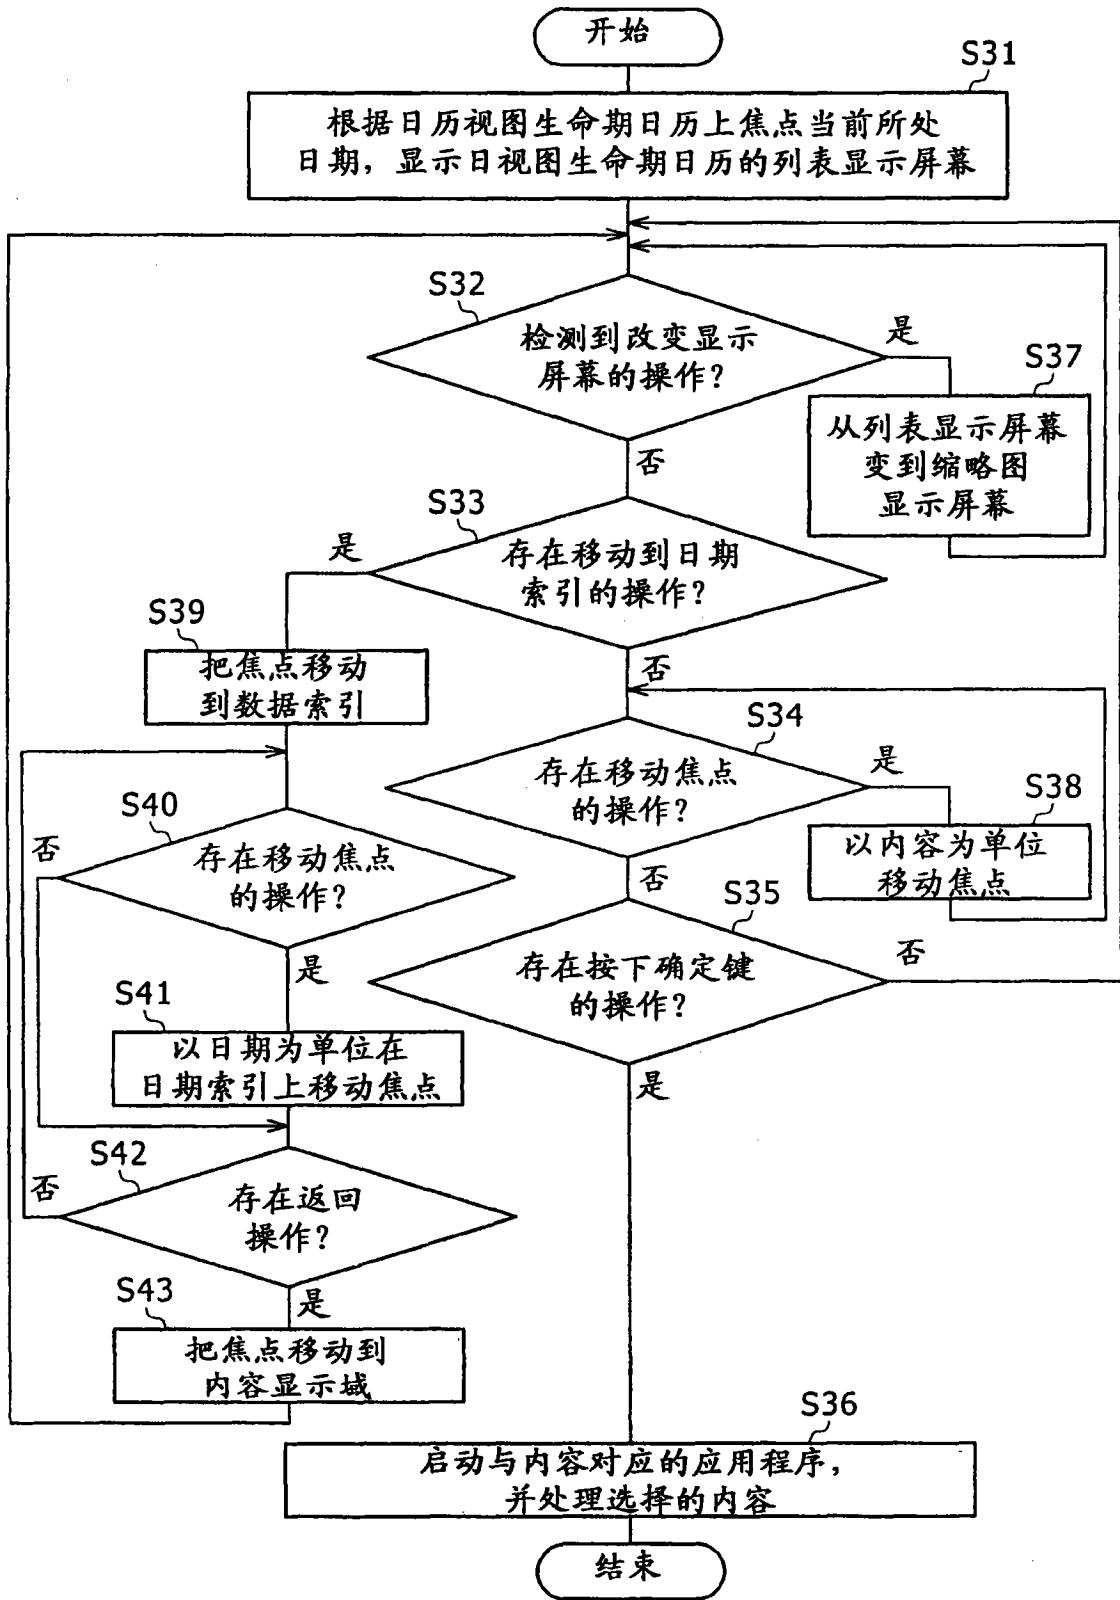 开始
S31
根据日历视图生命期日历上焦点当前所处
日期，显示日视图生命期日历的列表显示屏幕
S32
检测到改变显示
屏幕的操作？
是
S37
从列表显示屏幕
变到缩略图
显示屏幕
否
S33
存在移动到日期
索引的操作？
是
S39
把焦点移动
到数据索引
否
S34
存在移动焦点
的操作？
是
S38
以内容为单位
移动焦点
S40
存在移动焦点
的操作？
否
否
S35
存在按下确定键
的操作？
否
是
S41
以日期为单位在
日期索引上移动焦点
是
S42
存在返回
操作？
否
是
S43
把焦点移动到
内容显示域
S36
启动与内容对应的应用程序，
并处理选择的内容
结束